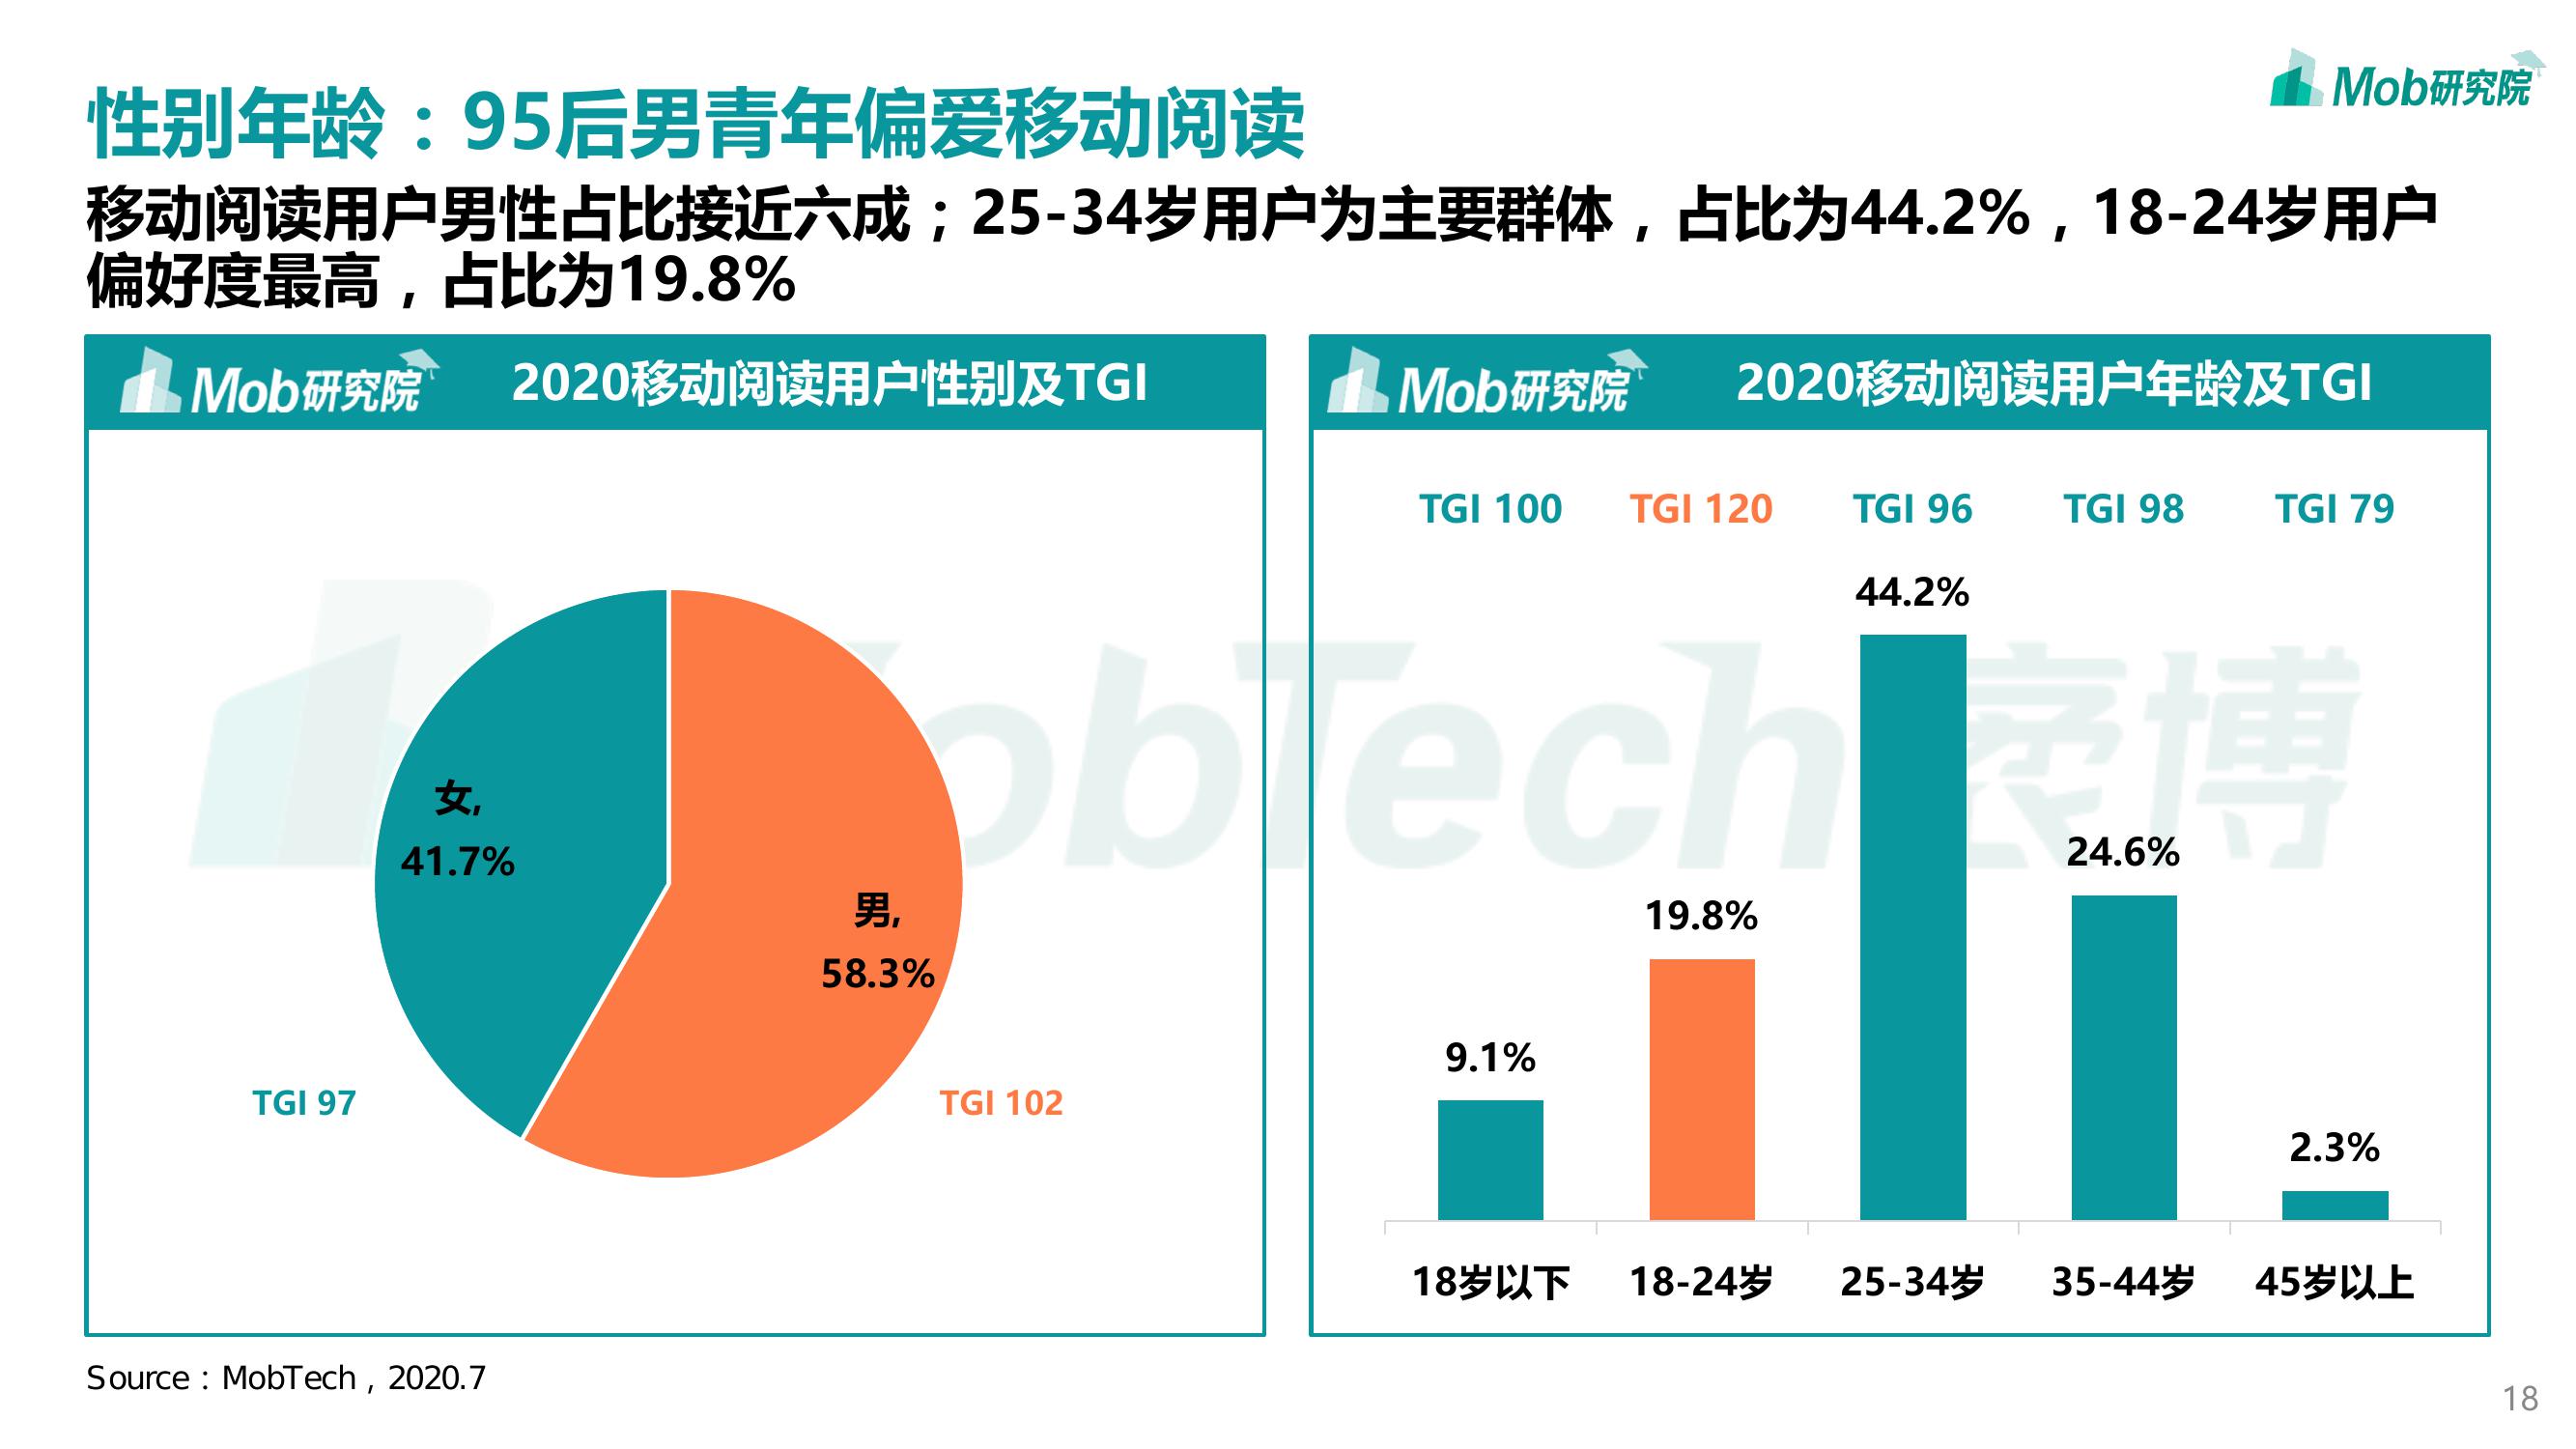 Mob研究院
性别年龄：95后男青年偏爱移动阅读
移动阅读用户男性占比接近六成；25-34岁用户为主要群体，占比为44.2%，18-24岁用户
偏好度最高，占比为19.8%
Mob研究院
2020移动阅读用户性别及TGI
女,
41.7%
男,
58.3%
TGI 97
TGI 102
Mob研究院
2020移动阅读用户年龄及TGI
TGI 100 TGI 120 TGI 96 TGI 98 TGI 79
44.2%
24.6%
19.8%
9.1%
2.3%
18岁以下 18-24岁 25-34岁 35-44岁 45岁以上
MobTech 袤博
Source：MobTech，2020.7
18